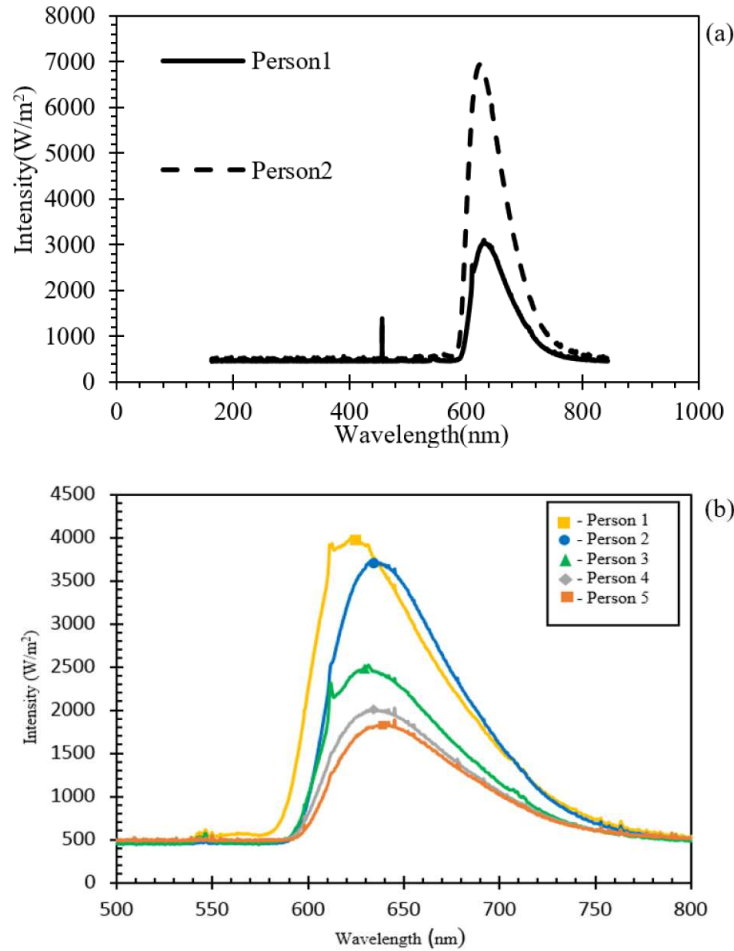 (a)
8000
7000
6000
5000
4000
3000
2000
1000
0
Intensity(W/m²)
Person1
Person2
0 200 400 600 800 1000
Wavelength(nm)
(b)
4500
4000
3500
3000
2500
2000
1500
1000
500
0
Intensity (W/m²)
- Person 1
- Person 2
- Person 3
- Person 4
- Person 5
500 550 600 650 700 750 800
Wavelength (nm)